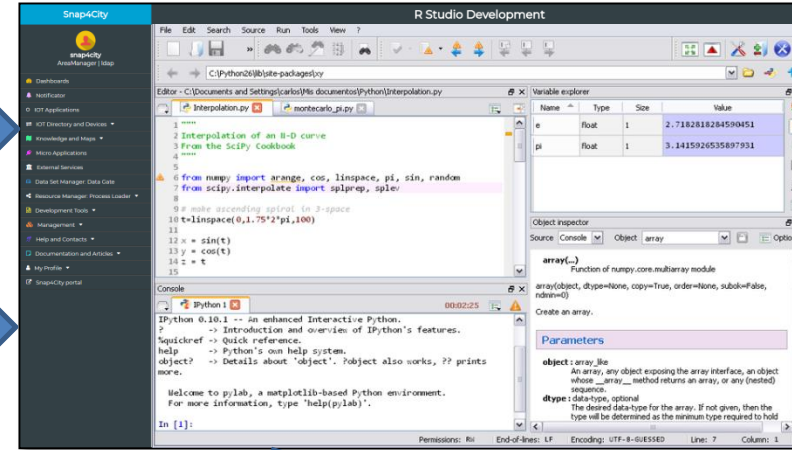 Snap4City
R Studio Development
snap4city
AreaManager | ldap
Dashboards
Notificator
IOT Applications
IOT Directory and Devices
Knowledge and Maps
Micro Applications
External Services
Data Set Manager: Data Gate
Resource Manager: Process Loader
Development Tools
Management
Help and Contacts
Documentation and Articles
My Profile
Snap4City portal
File Edit Search Source Run Tools View ?
C:\Python26\lib\site-packages\xy
Editor - C:\Documents and Settings\carlos\Mis documentos\Python\Interpolation.py
Interpolation.py montecarlo_pi.py
1 """
2 Interpolation of an N-D curve
3 From the SciPy Cookbook
4 """
5
6 from numpy import arange, cos, linspace, pi, sin, random
7 from scipy.interpolate import splprep, splev
8
9 # make ascending spiral in 3-space
10 t=linspace(0,1.75*2*pi,100)
11
12 x = sin(t)
13 y = cos(t)
14 z = t
15
Console
IPython 1 00:02:25
IPython 0.10.1 -- An enhanced Interactive Python.
? -> Introduction and overview of IPython's features.
%quickref -> Quick reference.
help -> Python's own help system.
object? -> Details about 'object'. ?object also works, ?? prints
more.
Welcome to pylab, a matplotlib-based Python environment.
For more information, type 'help(pylab)'.
In [1]:
Variable explorer
Name Type Size Value
e float 1 2.7182818284590451
pi float 1 3.1415926535897931
Object inspector
Source Console Object array Optio
array(...)
Function of numpy.core.multiarray module
array(object, dtype=None, copy=True, order=None, subok=False,
ndmin=0)
Create an array.
Parameters
object : array_like
An array, any object exposing the array interface, an object
whose __array__ method returns an array, or any (nested)
sequence.
dtype : data-type, optional
The desired data-type for the array. If not given, then the
type will be determined as the minimum type required to hold
Permissions: RW End-of-lines: LF Encoding: UTF-8-GUESSED Line: 7 Column: 1